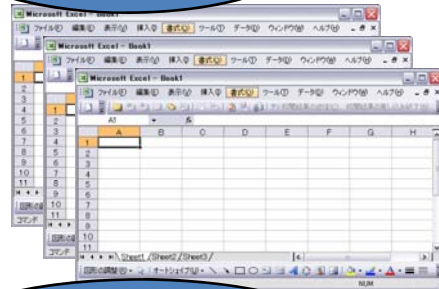 Microsoft Excel - Book1
ファイル(F) 編集(E) 表示(V) 挿入(I) 書式(O) ツール(T) データ(D) ウィンドウ(W) ヘルプ(H)
Microsoft Excel - Book1
ファイル(F) 編集(E) 表示(V) 挿入(I) 書式(O) ツール(T) データ(D) ウィンドウ(W) ヘルプ(H)
Microsoft Excel - Book1
ファイル(F) 編集(E) 表示(V) 挿入(I) 書式(O) ツール(T) データ(D) ウィンドウ(W) ヘルプ(H)
A1 fx
A B C D E F G H
1
2
3
4
5
6
7
8
9
10
11
Sheet1 / Sheet2 / Sheet3
図形の調整(R) オートシェイプ(U)
NUM
コマンド
コマンド